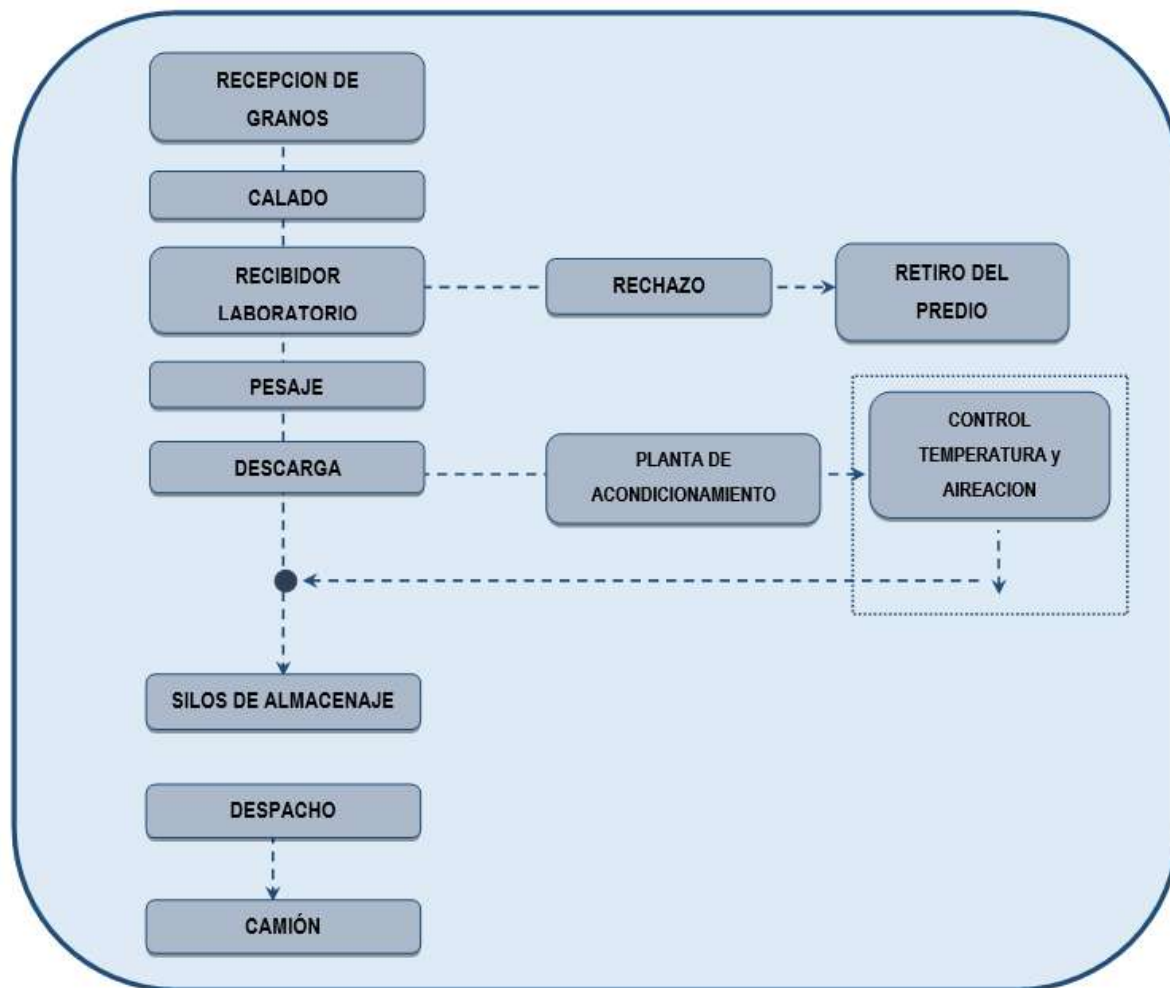 RECEPCION DE
GRANOS
CALADO
RECIBIDOR
LABORATORIO
RECHAZO
RETIRO DEL
PREDIO
PESAJE
DESCARGA
PLANTA DE
ACONDICIONAMIENTO
CONTROL
TEMPERATURA y
AIREACION
SILOS DE ALMACENAJE
DESPACHO
CAMIÓN